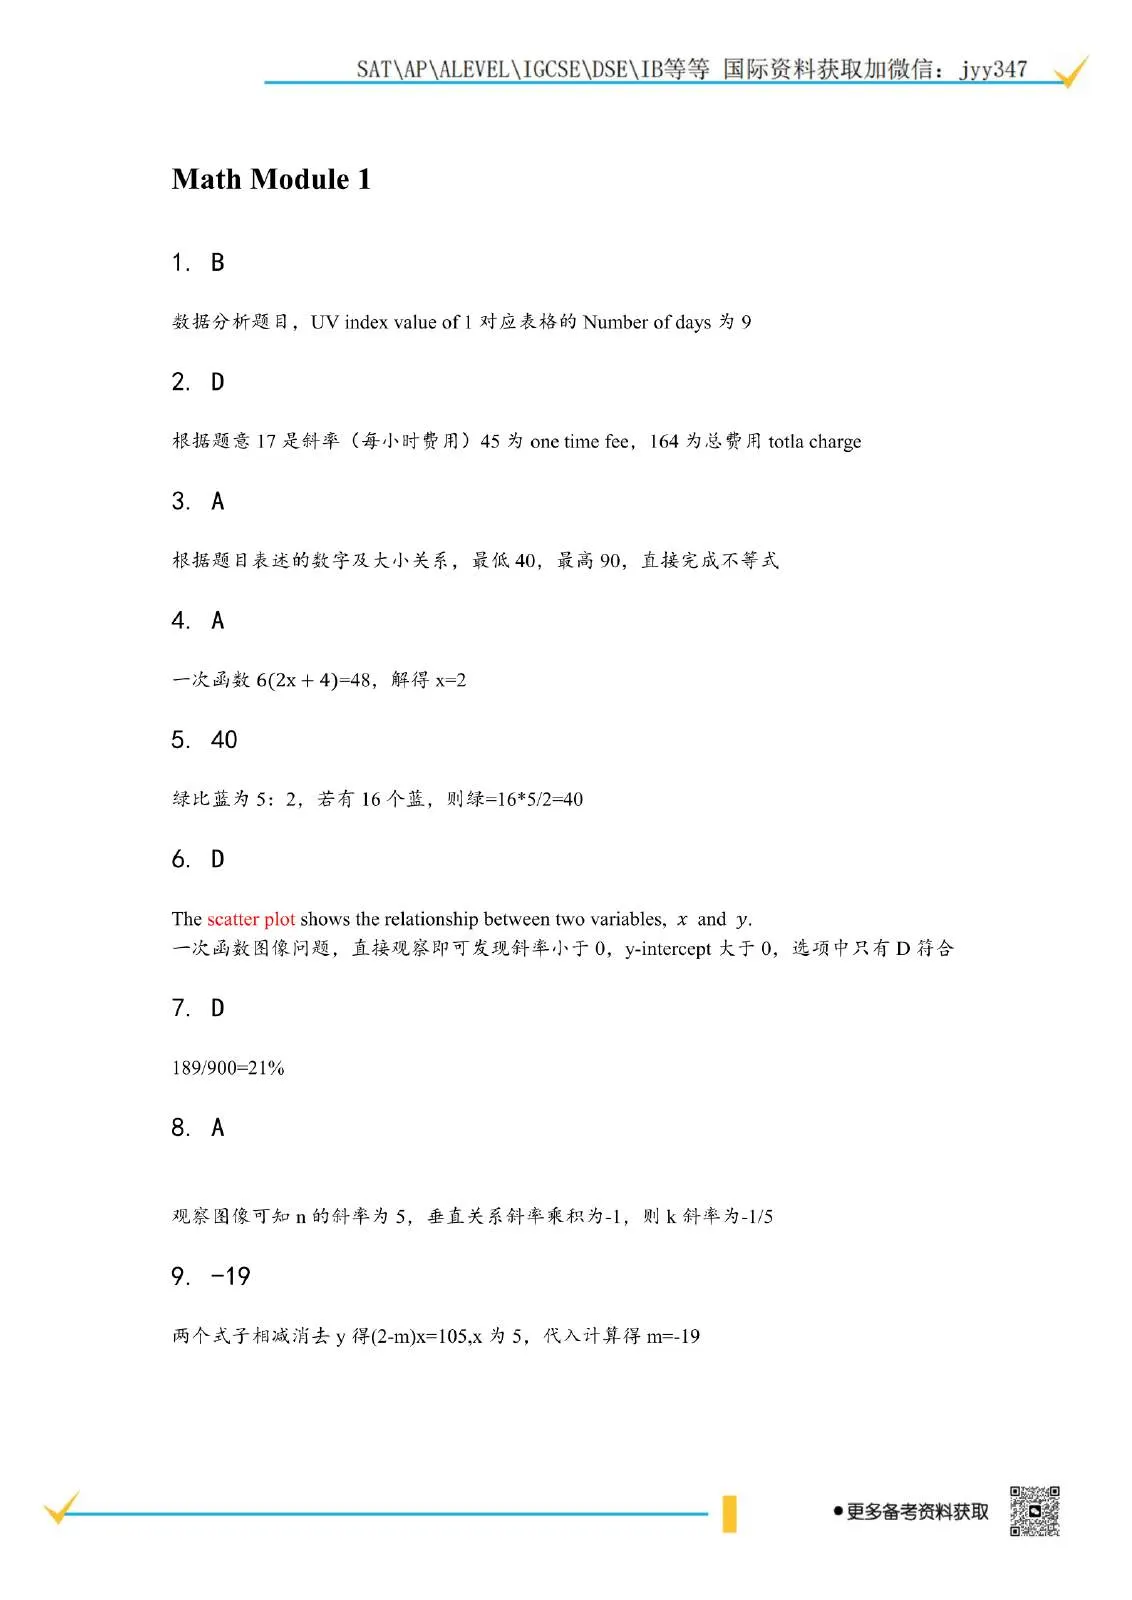 SAT\AP\ALEVEL\IGCSE\DSE\IB等等 国际资料获取加微信：jyy347
Math Module 1
1. B
数据分析题目，UV index value of 1 对应表格的 Number of days 为 9
2. D
根据题意 17 是斜率（每小时费用）45 为 one time fee，164 为总费用 totla charge
3. A
根据题目表述的数字及大小关系，最低 40，最高 90，直接完成不等式
4. A
一次函数 6(2x + 4)=48，解得 x=2
5. 40
绿比蓝为 5：2，若有 16 个蓝，则绿=16*5/2=40
6. D
The scatter plot shows the relationship between two variables, x and y.
一次函数图像问题，直接观察即可发现斜率小于 0，y-intercept 大于 0，选项中只有 D 符合
7. D
189/900=21%
8. A
观察图像可知 n 的斜率为 5，垂直关系斜率乘积为-1，则 k 斜率为-1/5
9. -19
两个式子相减消去 y 得(2-m)x=105,x 为 5，代入计算得 m=-19
●更多备考资料获取